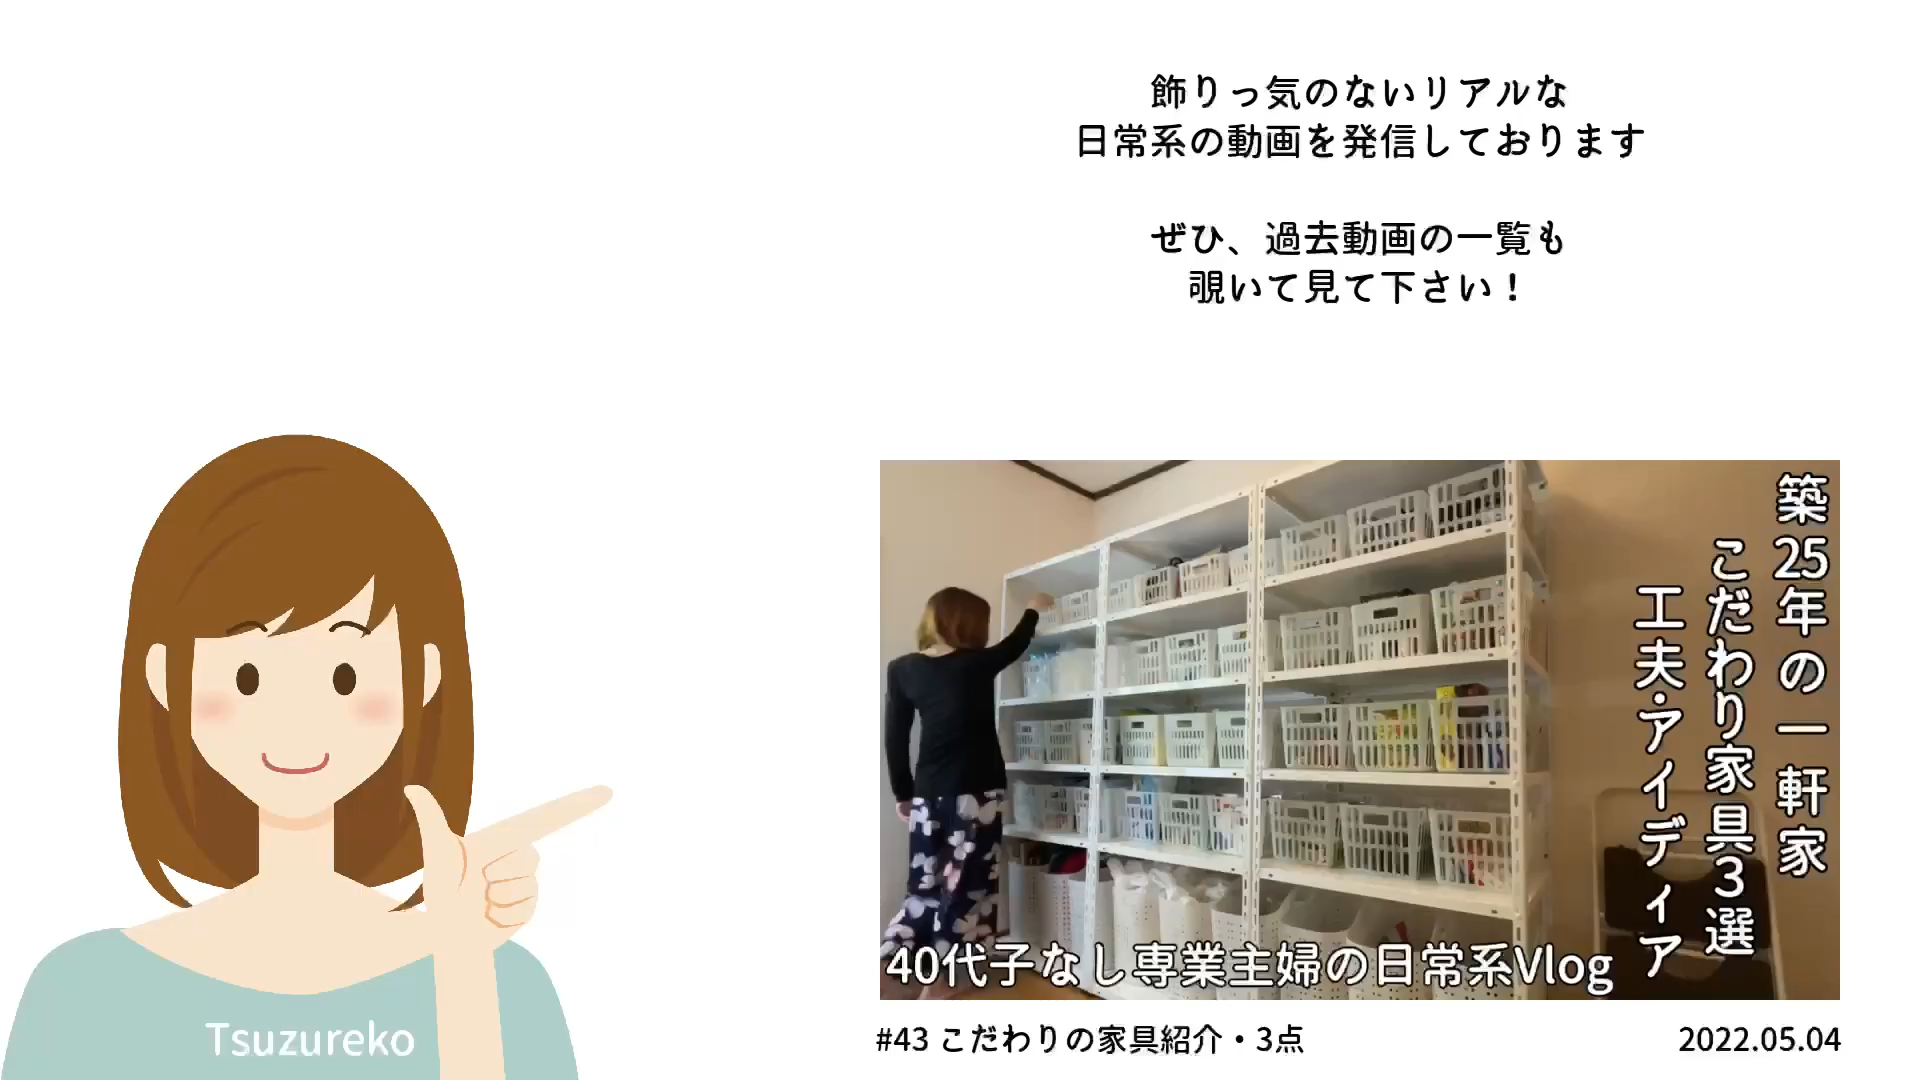 飾りっ気のないリアルな
日常系の動画を発信しております
ぜひ、過去動画の一覧も
覗いて見て下さい！
築25年の一軒家
こだわり家具3選
工夫・アイディア
40代子なし専業主婦の日常系Vlog
#43 こだわりの家具紹介・3点
2022.05.04
Tsuzureko